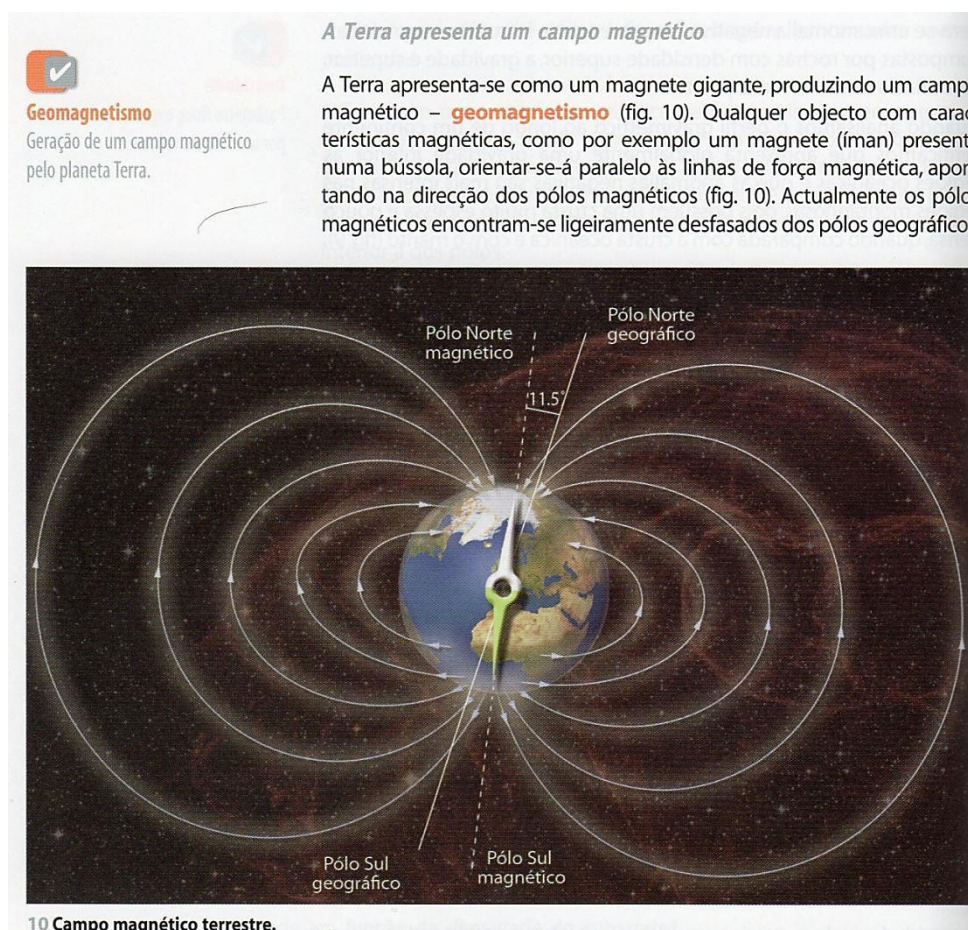 A Terra apresenta um campo magnético
A Terra apresenta-se como um magnete gigante, produzindo um camp
magnético – geomagnetismo (fig. 10). Qualquer objecto com carac
terísticas magnéticas, como por exemplo um magnete (íman) present
numa bússola, orientar-se-á paralelo às linhas de força magnética, apon
tando na direcção dos pólos magnéticos (fig. 10). Actualmente os pólo
magnéticos encontram-se ligeiramente desfasados dos pólos geográfico
Geomagnetismo
Geração de um campo magnético
pelo planeta Terra.
Pólo Norte
magnético
Pólo Norte
geográfico
11.5°
Pólo Sul
geográfico
Pólo Sul
magnético
10 Campo magnético terrestre.